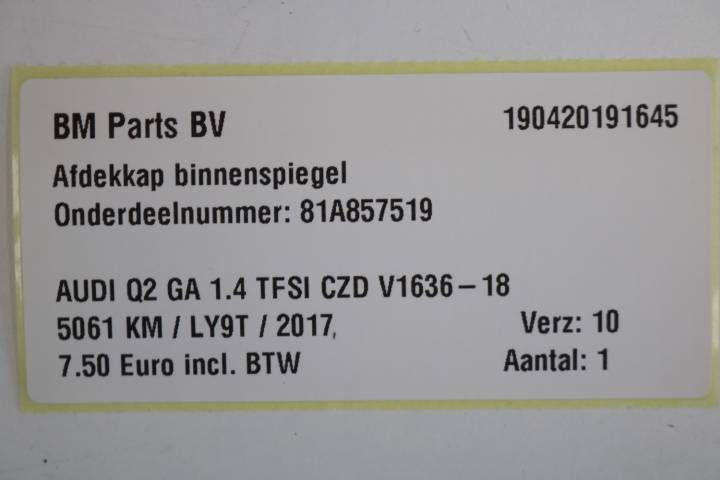 BM Parts BV 190420191645
Afdekkap binnenspiegel
Onderdeelnummer: 81A857519
AUDI Q2 GA 1.4 TFSI CZD V1636-18
5061 KM / LY9T / 2017, Verz: 10
7.50 Euro incl. BTW Aantal: 1